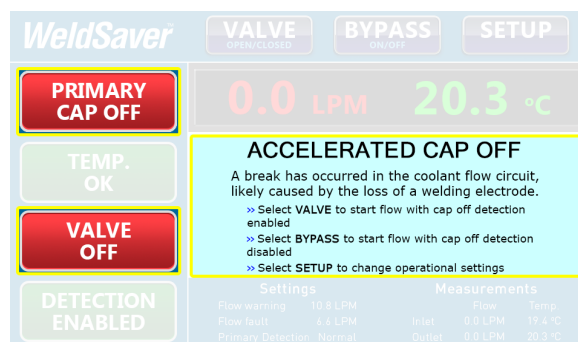 WeldSaver
VALVE
OPEN/CLOSED
BYPASS
ON/OFF
SETUP
PRIMARY
CAP OFF
0.0 LPM 20.3 ºC
TEMP.
OK
ACCELERATED CAP OFF
A break has occurred in the coolant flow circuit,
likely caused by the loss of a welding electrode.
» Select VALVE to start flow with cap off detection
enabled
» Select BYPASS to start flow with cap off detection
disabled
» Select SETUP to change operational settings
VALVE
OFF
DETECTION
ENABLED
Settings
Flow warning 10.8 LPM
Flow fault 6.6 LPM
Primary Detection Normal
Measurements
Flow Temp.
Inlet 0.0 LPM 19.4 ºC
Outlet 0.0 LPM 20.3 ºC